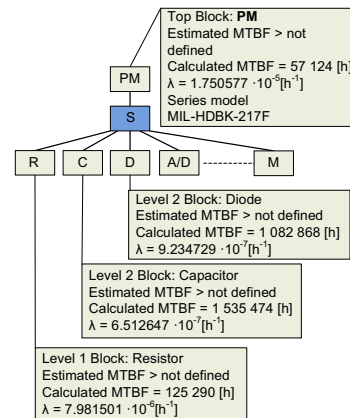 Top Block: PM
Estimated MTBF > not
defined
Calculated MTBF = 57 124 [h]
λ = 1.750577 ·10⁻⁵[h⁻¹]
Series model
MIL-HDBK-217F
PM
S
R C D A/D M
Level 2 Block: Diode
Estimated MTBF > not defined
Calculated MTBF = 1 082 868 [h]
λ = 9.234729 ·10⁻⁷[h⁻¹]
Level 2 Block: Capacitor
Estimated MTBF > not defined
Calculated MTBF = 1 535 474 [h]
λ = 6.512647 ·10⁻⁷[h⁻¹]
Level 1 Block: Resistor
Estimated MTBF > not defined
Calculated MTBF = 125 290 [h]
λ = 7.981501 ·10⁻⁶[h⁻¹]